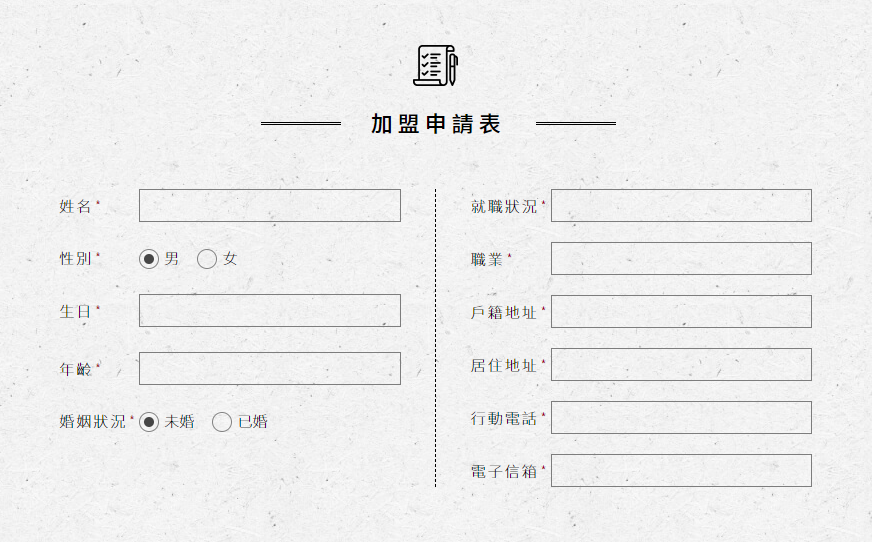 加盟申請表
姓名*
性別* 男 女
生日*
年齡*
婚姻狀況* 未婚 已婚
就職狀況*
職業*
戶籍地址*
居住地址*
行動電話*
電子信箱*